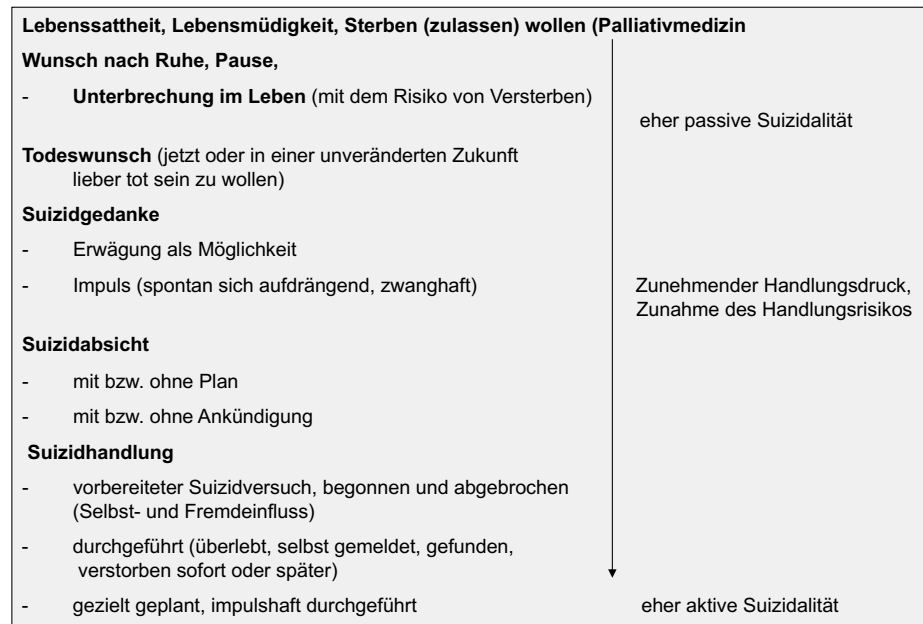 Lebenssattheit, Lebensmüdigkeit, Sterben (zulassen) wollen (Palliativmedizin
Wunsch nach Ruhe, Pause,
- Unterbrechung im Leben (mit dem Risiko von Versterben)
eher passive Suizidalität
Todeswunsch (jetzt oder in einer unveränderten Zukunft
lieber tot sein zu wollen)
Suizidgedanke
- Erwägung als Möglichkeit
- Impuls (spontan sich aufdrängend, zwanghaft)
Zunehmender Handlungsdruck,
Zunahme des Handlungsrisikos
Suizidabsicht
- mit bzw. ohne Plan
- mit bzw. ohne Ankündigung
Suizidhandlung
- vorbereiteter Suizidversuch, begonnen und abgebrochen
(Selbst- und Fremdeinfluss)
- durchgeführt (überlebt, selbst gemeldet, gefunden,
verstorben sofort oder später)
- gezielt geplant, impulshaft durchgeführt
eher aktive Suizidalität